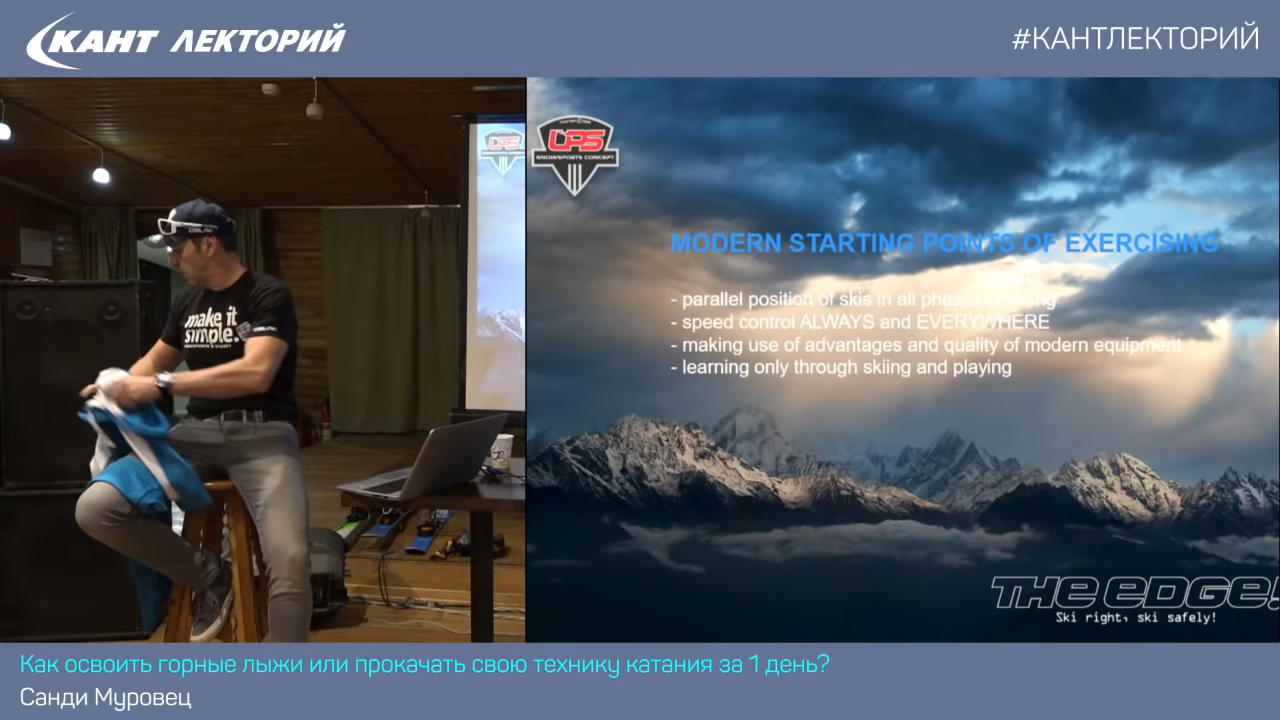 КАНТ ЛЕКТОРИЙ
#КАНТЛЕКТОРИЙ
UPS
SNOWSPORTS CONCEPT
UPS
make it
simple.
MODERN STARTING POINTS OF EXERCISING
- parallel position of skis in all phases of skiing
- speed control ALWAYS and EVERYWHERE
- making use of advantages and quality of modern equipment
- learning only through skiing and playing
THE EDGE!
Ski right, ski safely!
Как освоить горные лыжи или прокачать свою технику катания за 1 день?
Санди Муровец